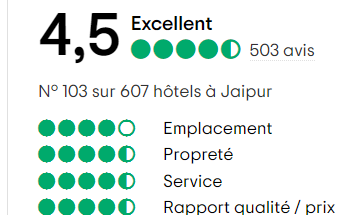 4,5 Excellent
503 avis
N° 103 sur 607 hôtels à Jaipur
Emplacement
Propreté
Service
Rapport qualité / prix